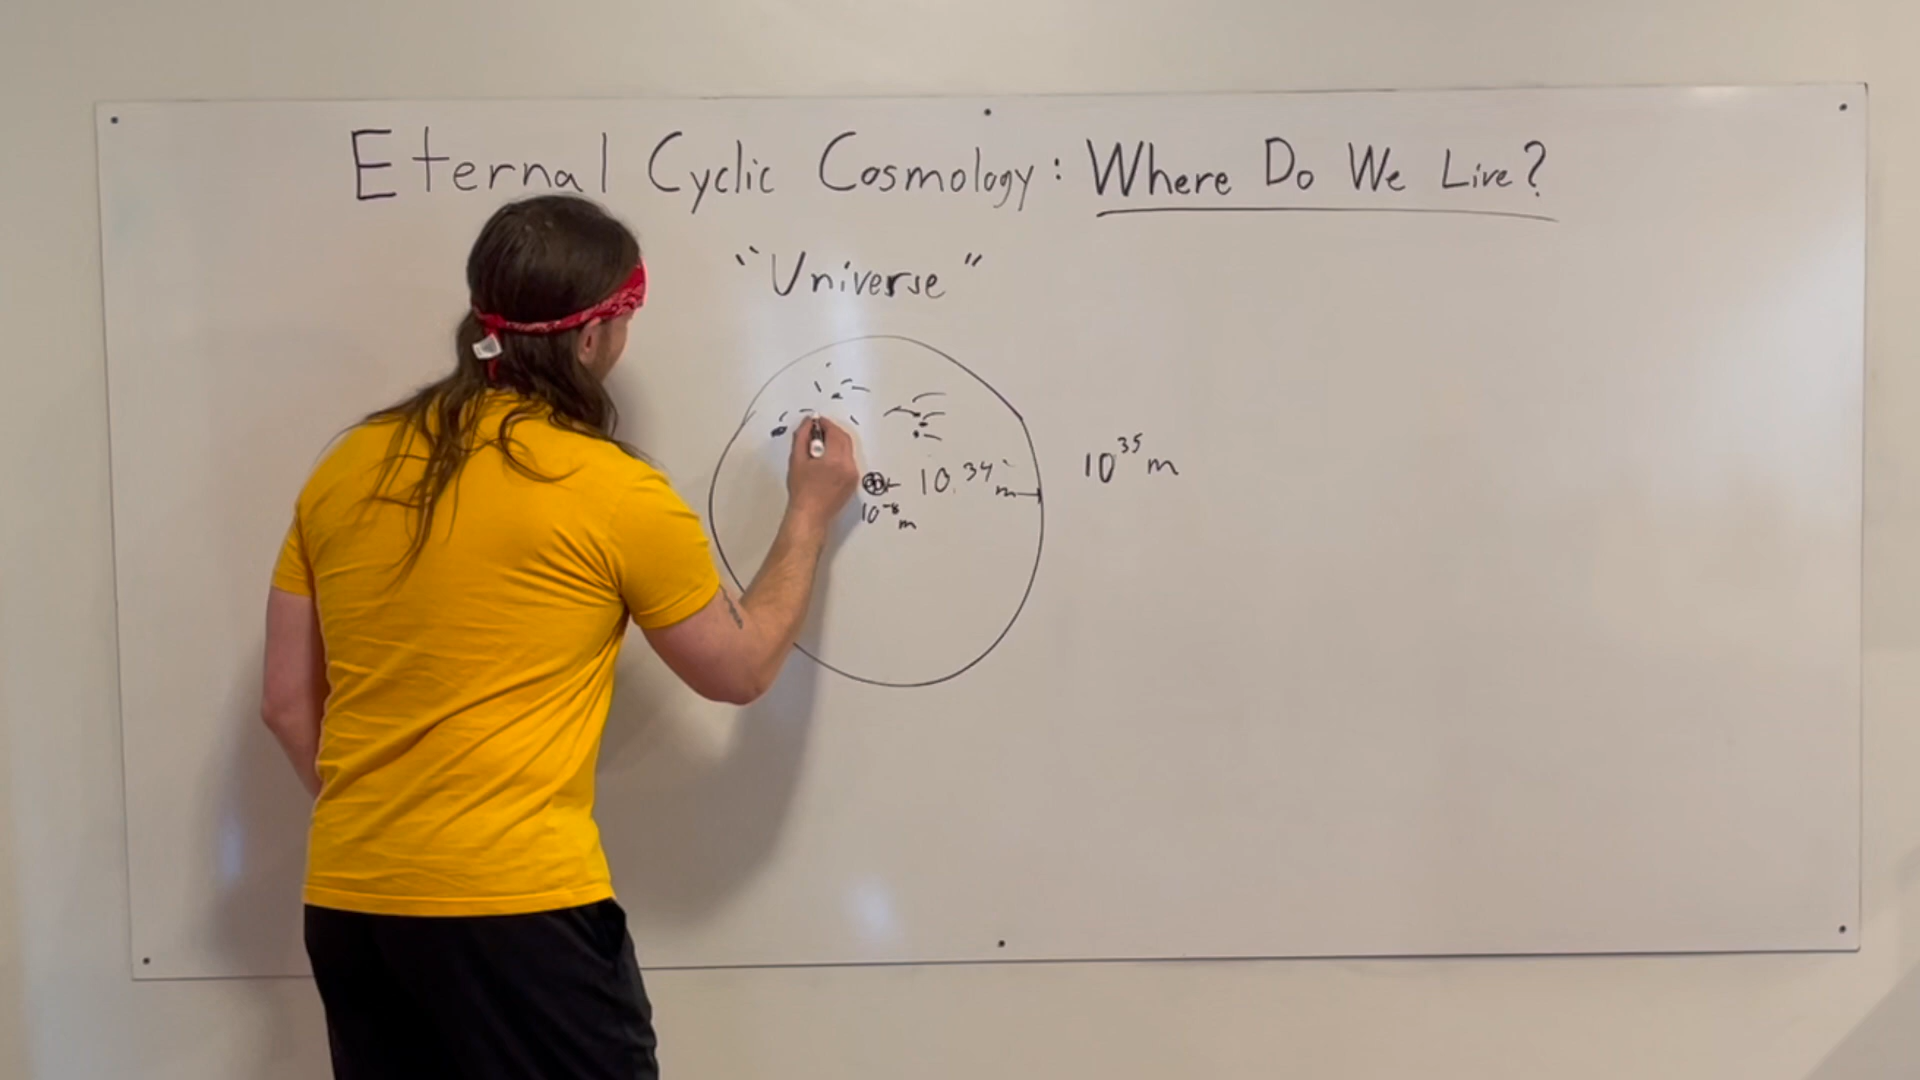 Eternal Cyclic Cosmology: Where Do We Live?
"Universe"
10^35 m
10^34 m
10^-8 m